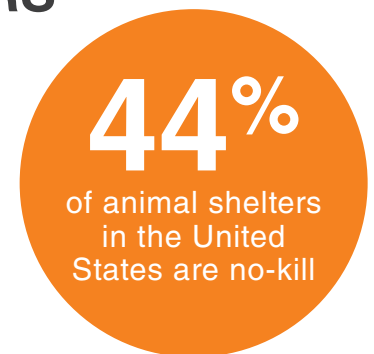 44%
of animal shelters
in the United
States are no-kill